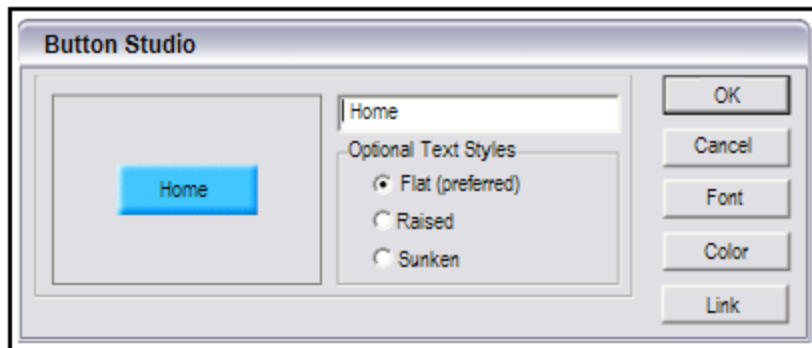 Button Studio
Home
Home
Optional Text Styles
Flat (preferred)
Raised
Sunken
OK
Cancel
Font
Color
Link